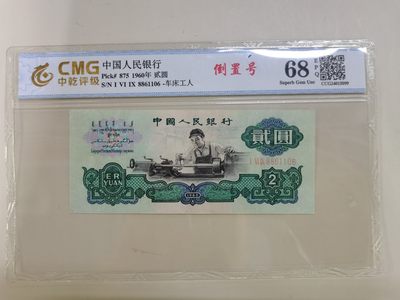 CMG
中乾评级
中国人民银行
Pick# 875 1960年 贰圆
S/N I VI IX 8861106 -车床工人
倒置号
68
EPQ
Superb Gem Unc
中國人民銀行
貳圓
I VI IX 8861106
ER
YUAN
1960
2